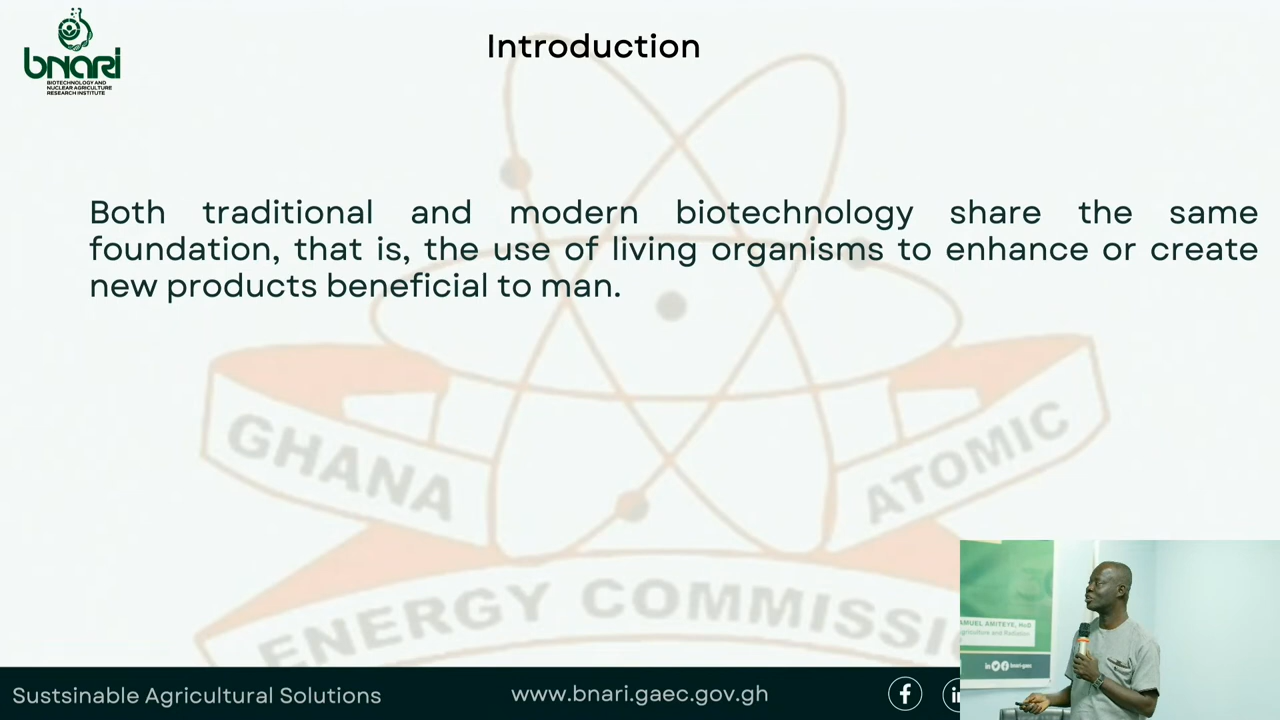 bnari
BIOTECHNOLOGY AND
NUCLEAR AGRICULTURE
RESEARCH INSTITUTE
Introduction
Both traditional and modern biotechnology share the same
foundation, that is, the use of living organisms to enhance or create
new products beneficial to man.
GHANA ATOMIC
ENERGY COMMISSI
AMUEL AMITEYE, 
griculture and Radiation
bnari-gaec
Sustsinable Agricultural Solutions
www.bnari.gaec.gov.gh